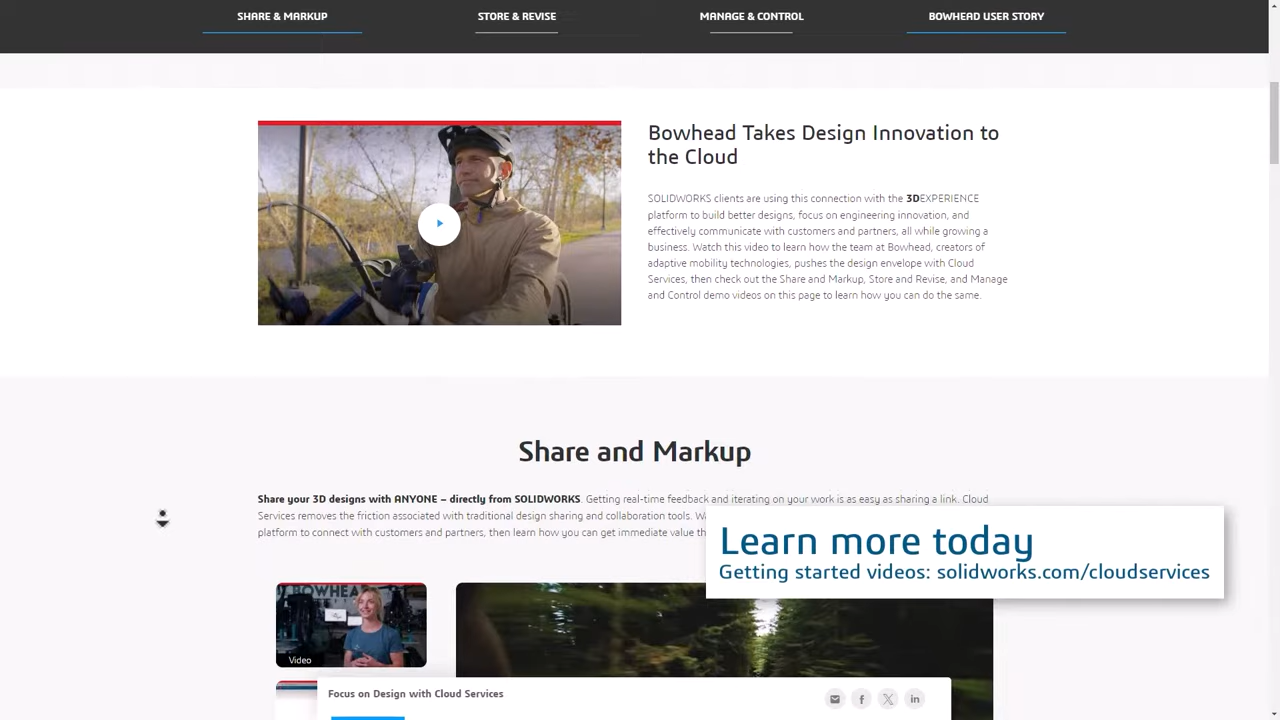 SHARE & MARKUP
STORE & REVISE
MANAGE & CONTROL
BOWHEAD USER STORY
Bowhead Takes Design Innovation to
the Cloud
SOLIDWORKS clients are using this connection with the 3DEXPERIENCE
platform to build better designs, focus on engineering innovation, and
effectively communicate with customers and partners, all while growing a
business. Watch this video to learn how the team at Bowhead, creators of
adaptive mobility technologies, pushes the design envelope with Cloud
Services, then check out the Share and Markup, Store and Revise, and Manage
and Control demo videos on this page to learn how you can do the same.
Share and Markup
Share your 3D designs with ANYONE – directly from SOLIDWORKS. Getting real-time feedback and iterating on your work is as easy as sharing a link. Cloud
Services removes the friction associated with traditional design sharing and collaboration tools.
platform to connect with customers and partners, then learn how you can get immediate value
Learn more today
Getting started videos: solidworks.com/cloudservices
BOWHEAD
Video
Focus on Design with Cloud Services